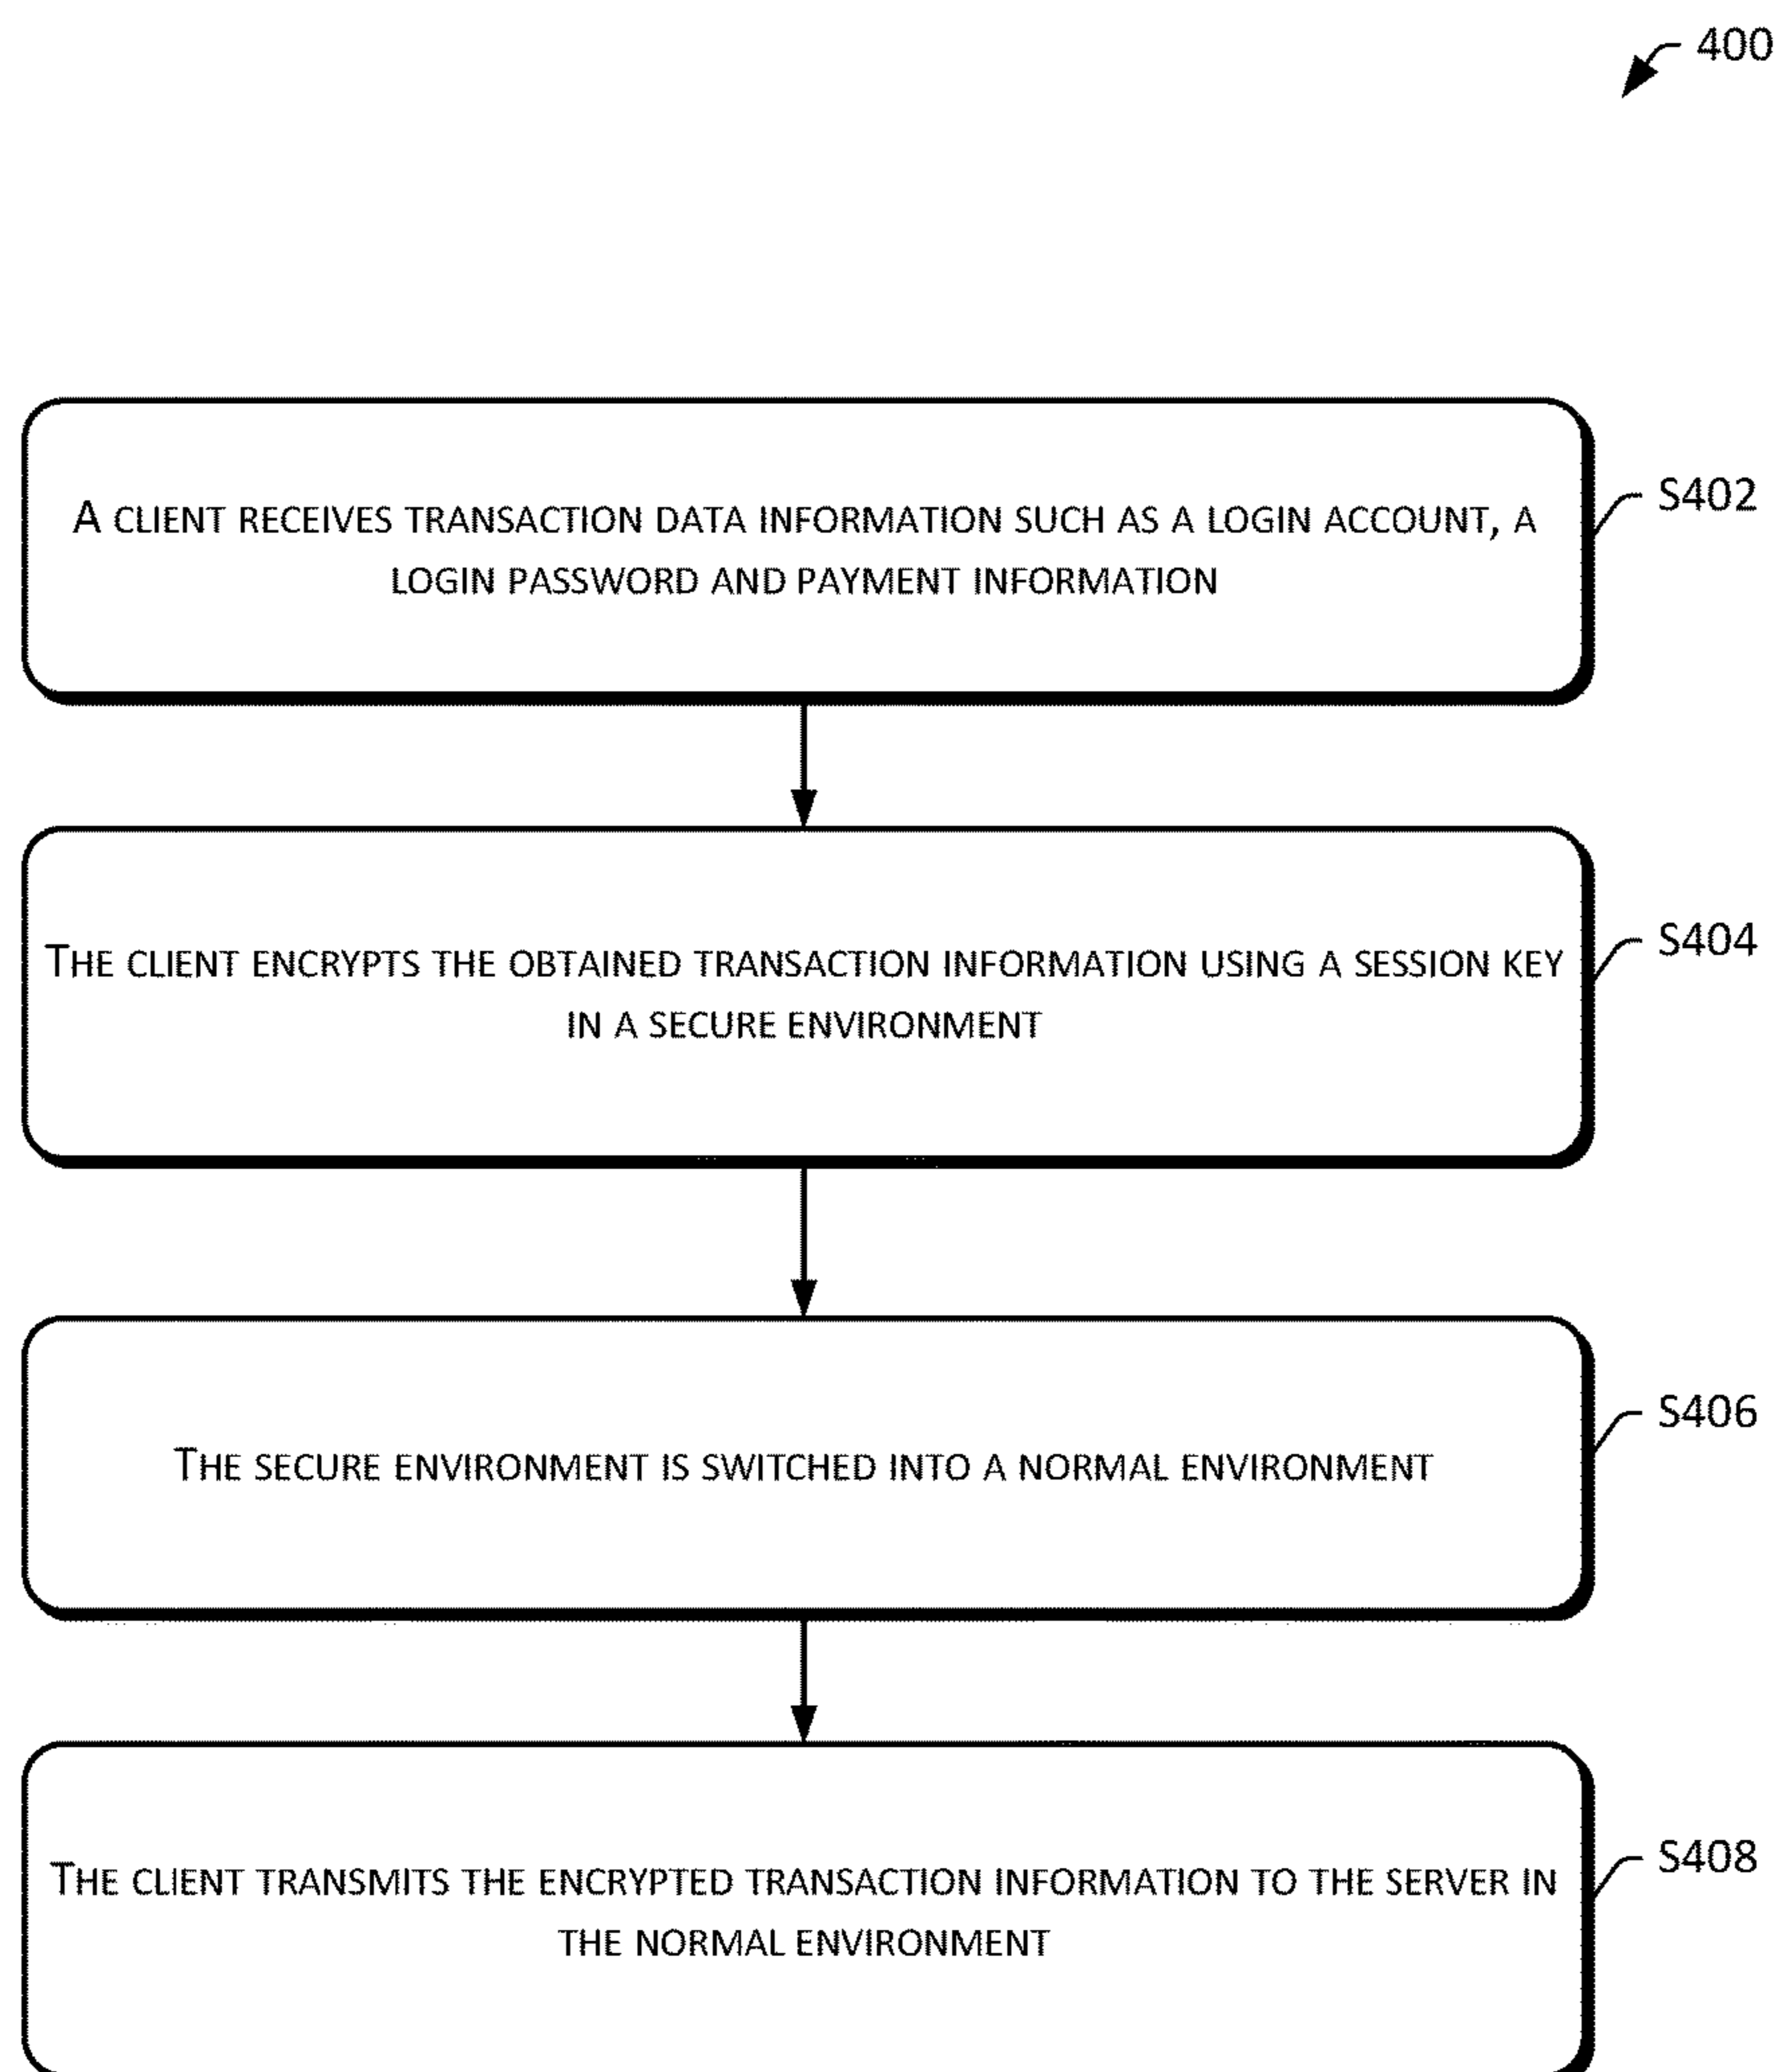 400
A CLIENT RECEIVES TRANSACTION DATA INFORMATION SUCH AS A LOGIN ACCOUNT, A
LOGIN PASSWORD AND PAYMENT INFORMATION
S402
THE CLIENT ENCRYPTS THE OBTAINED TRANSACTION INFORMATION USING A SESSION KEY
IN A SECURE ENVIRONMENT
S404
THE SECURE ENVIRONMENT IS SWITCHED INTO A NORMAL ENVIRONMENT
S406
THE CLIENT TRANSMITS THE ENCRYPTED TRANSACTION INFORMATION TO THE SERVER IN
THE NORMAL ENVIRONMENT
S408